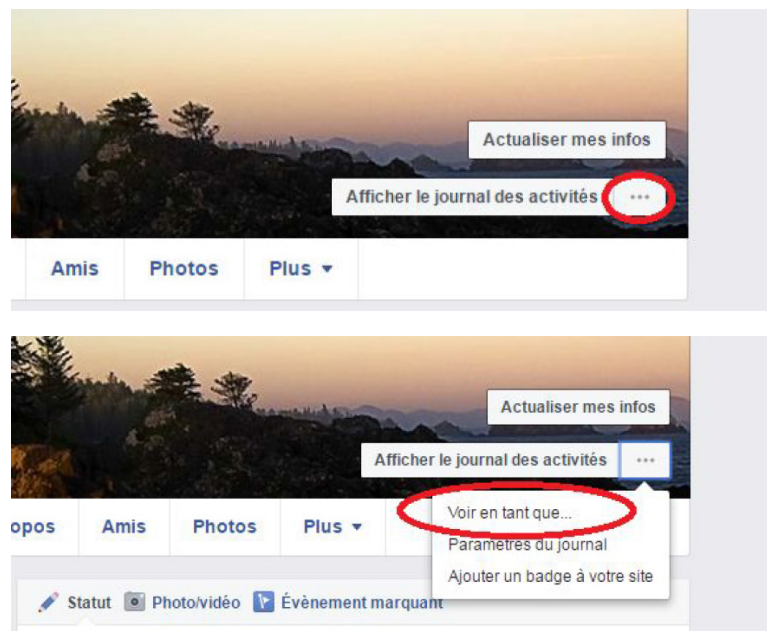 Actualiser mes infos
Afficher le journal des activités ...
Amis Photos Plus
Actualiser mes infos
Afficher le journal des activités ...
opos Amis Photos Plus
Voir en tant que...
Paramètres du journal
Ajouter un badge à votre site
Statut Photo/vidéo Évènement marquant